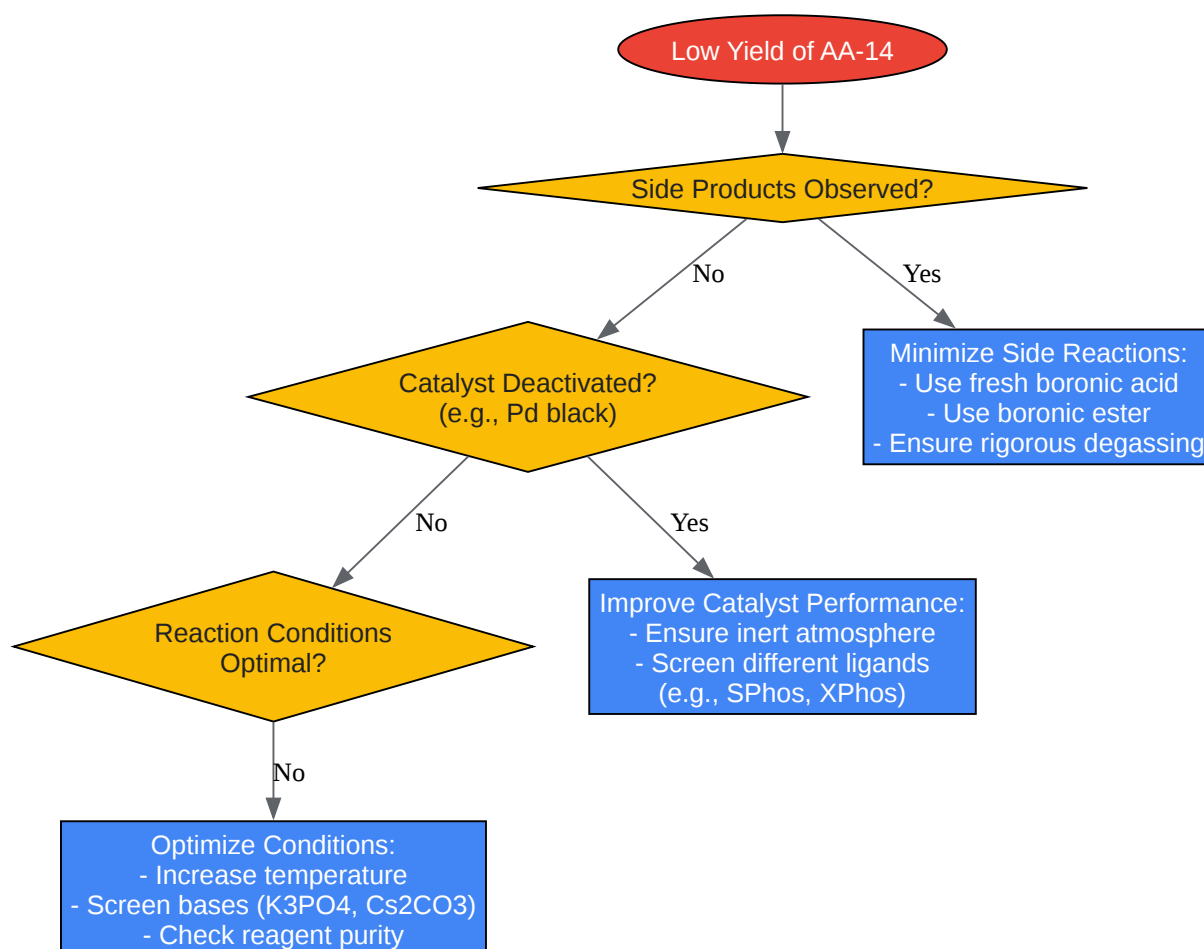 Low Yield of AA-14
Side Products Observed?
No
Yes
Catalyst Deactivated?
(e.g., Pd black)
Minimize Side Reactions:
- Use fresh boronic acid
- Use boronic ester
- Ensure rigorous degassing
No
Yes
Reaction Conditions
Optimal?
Improve Catalyst Performance:
- Ensure inert atmosphere
- Screen different ligands
(e.g., SPhos, XPhos)
No
Optimize Conditions:
- Increase temperature
- Screen bases (K3PO4, Cs2CO3)
- Check reagent purity